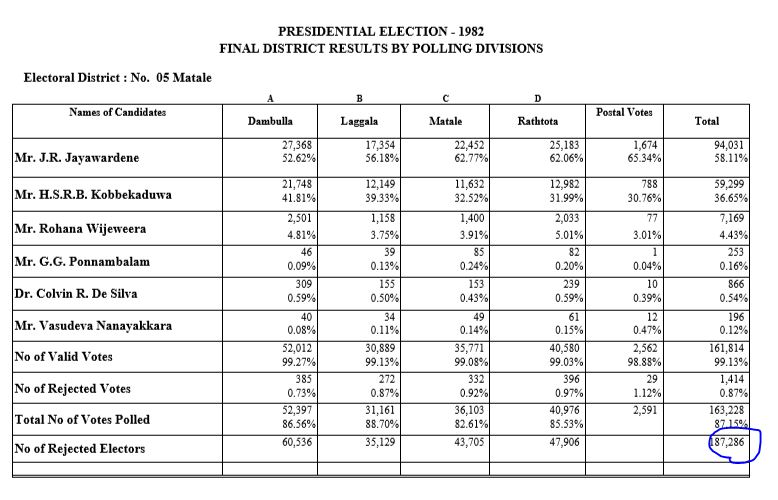 PRESIDENTIAL ELECTION - 1982
FINAL DISTRICT RESULTS BY POLLING DIVISIONS
Electoral District : No. 05 Matale
A B C D
Names of Candidates Dambulla Laggala Matale Rathtota Postal Votes Total
27,368 17,354 22,452 25,183 1,674 94,031
Mr. J.R. Jayawardene 52.62% 56.18% 62.77% 62.06% 65.34% 58.11%
21,748 12,149 11,632 12,982 788 59,299
Mr. H.S.R.B. Kobbekaduwa 41.81% 39.33% 32.52% 31.99% 30.76% 36.65%
2,501 1,158 1,400 2,033 77 7,169
Mr. Rohana Wijeweera 4.81% 3.75% 3.91% 5.01% 3.01% 4.43%
46 39 85 82 1 253
Mr. G.G. Ponnambalam 0.09% 0.13% 0.24% 0.20% 0.04% 0.16%
309 155 153 239 10 866
Dr. Colvin R. De Silva 0.59% 0.50% 0.43% 0.59% 0.39% 0.54%
40 34 49 61 12 196
Mr. Vasudeva Nanayakkara 0.08% 0.11% 0.14% 0.15% 0.47% 0.12%
52,012 30,889 35,771 40,580 2,562 161,814
No of Valid Votes 99.27% 99.13% 99.08% 99.03% 98.88% 99.13%
385 272 332 396 29 1,414
No of Rejected Votes 0.73% 0.87% 0.92% 0.97% 1.12% 0.87%
52,397 31,161 36,103 40,976 2,591 163,228
Total No of Votes Polled 86.56% 88.70% 82.61% 85.53% 87.15%
No of Rejected Electors 60,536 35,129 43,705 47,906 187,286